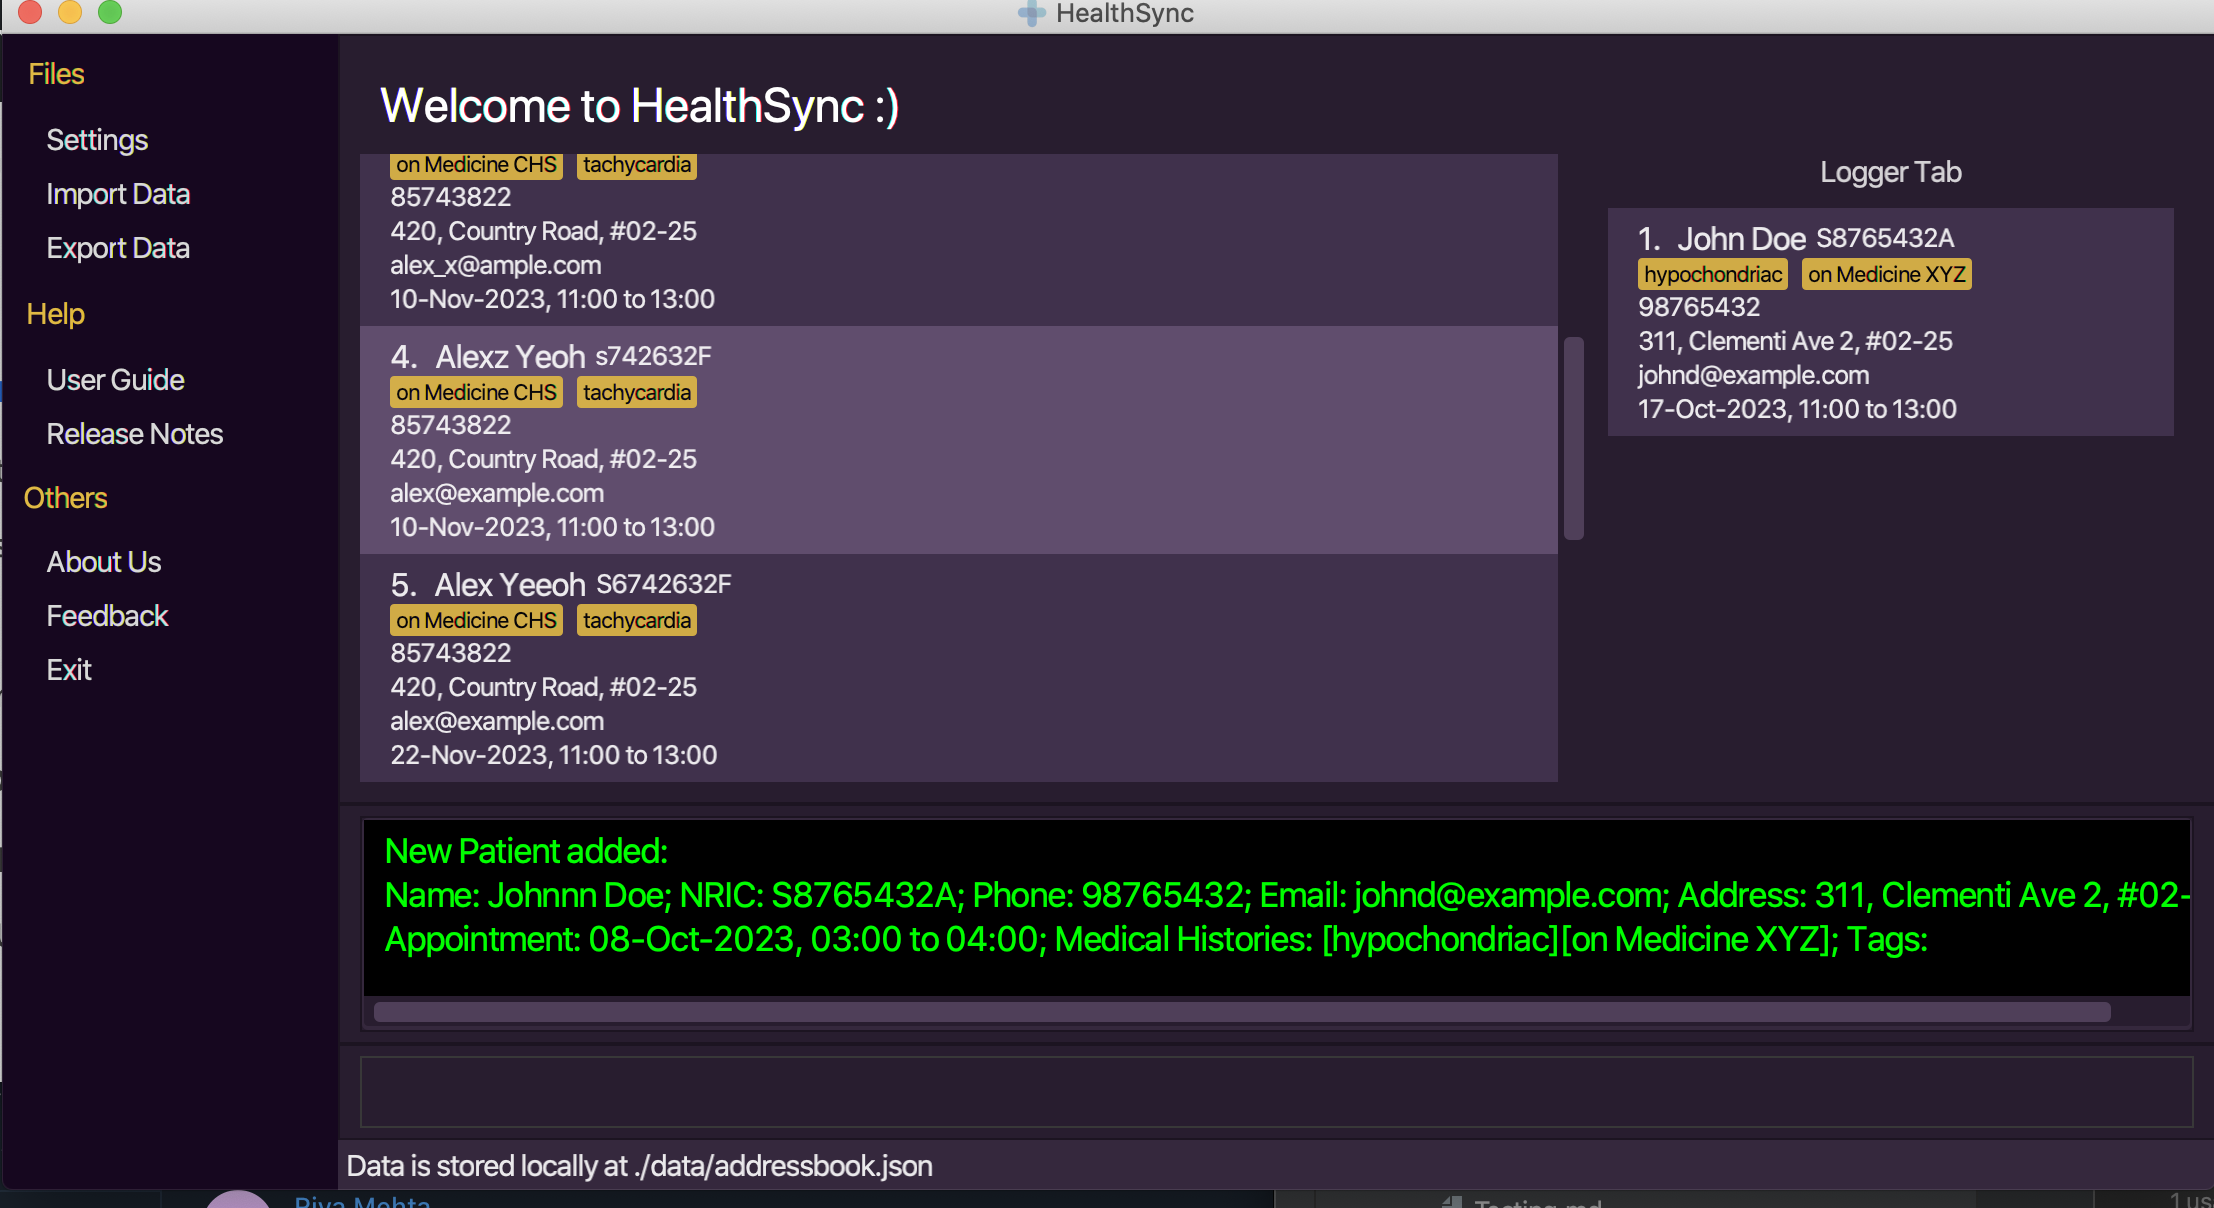 HealthSync
Files
Settings
Import Data
Export Data
Help
User Guide
Release Notes
Others
About Us
Feedback
Exit
Welcome to HealthSync :)
on Medicine CHS tachycardia
85743822
420, Country Road, #02-25
alex_x@ample.com
10-Nov-2023, 11:00 to 13:00
4. Alexz Yeoh s742632F
on Medicine CHS tachycardia
85743822
420, Country Road, #02-25
alex@example.com
10-Nov-2023, 11:00 to 13:00
5. Alex Yeeoh S6742632F
on Medicine CHS tachycardia
85743822
420, Country Road, #02-25
alex@example.com
22-Nov-2023, 11:00 to 13:00
Logger Tab
1. John Doe S8765432A
hypochondriac on Medicine XYZ
98765432
311, Clementi Ave 2, #02-25
johnd@example.com
17-Oct-2023, 11:00 to 13:00
New Patient added:
Name: Johnnn Doe; NRIC: S8765432A; Phone: 98765432; Email: johnd@example.com; Address: 311, Clementi Ave 2, #02-
Appointment: 08-Oct-2023, 03:00 to 04:00; Medical Histories: [hypochondriac][on Medicine XYZ]; Tags:
Data is stored locally at ./data/addressbook.json
Riya Mehta
Testing.md
1 us